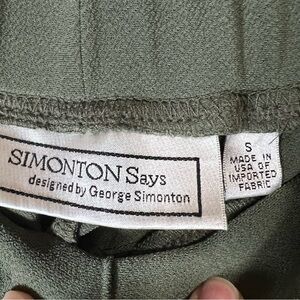 SIMONTON Says
designed by George Simonton
S
MADE IN
USA OF
IMPORTED
FABRIC